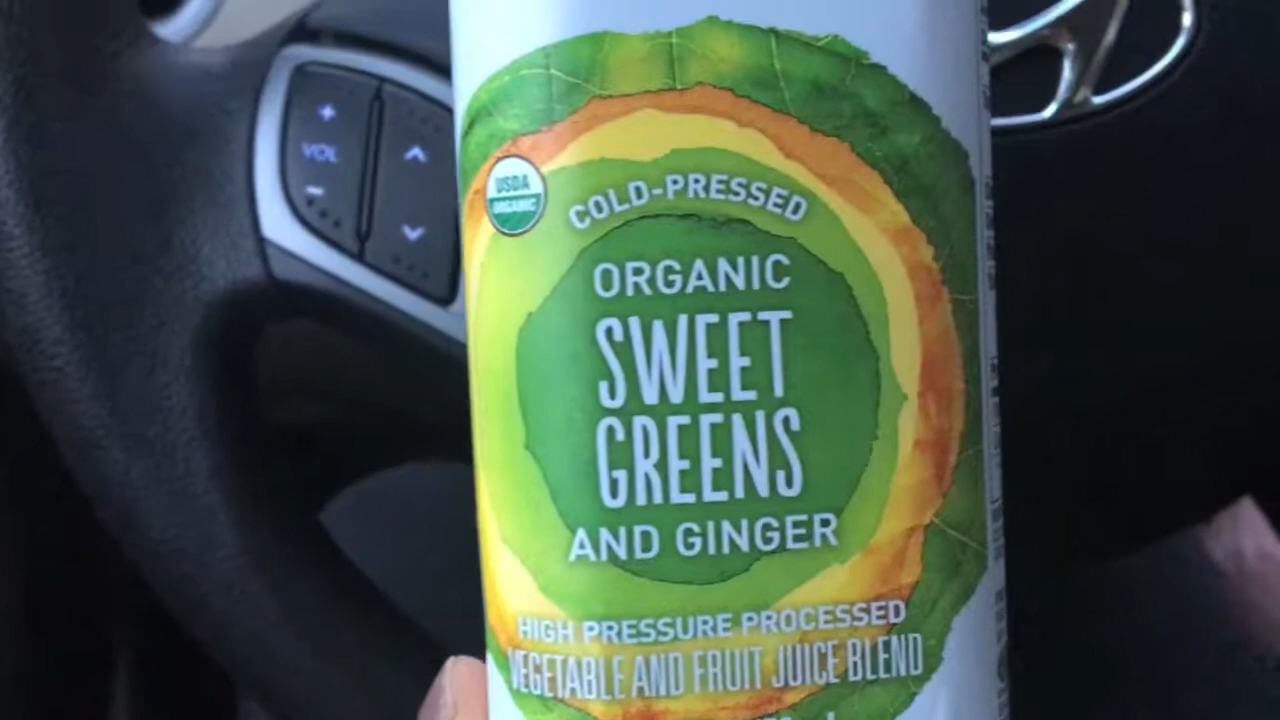 +
VOL
-
USDA
ORGANIC
COLD-PRESSED
ORGANIC
SWEET
GREENS
AND GINGER
HIGH PRESSURE PROCESSED
VEGETABLE AND FRUIT JUICE BLEND